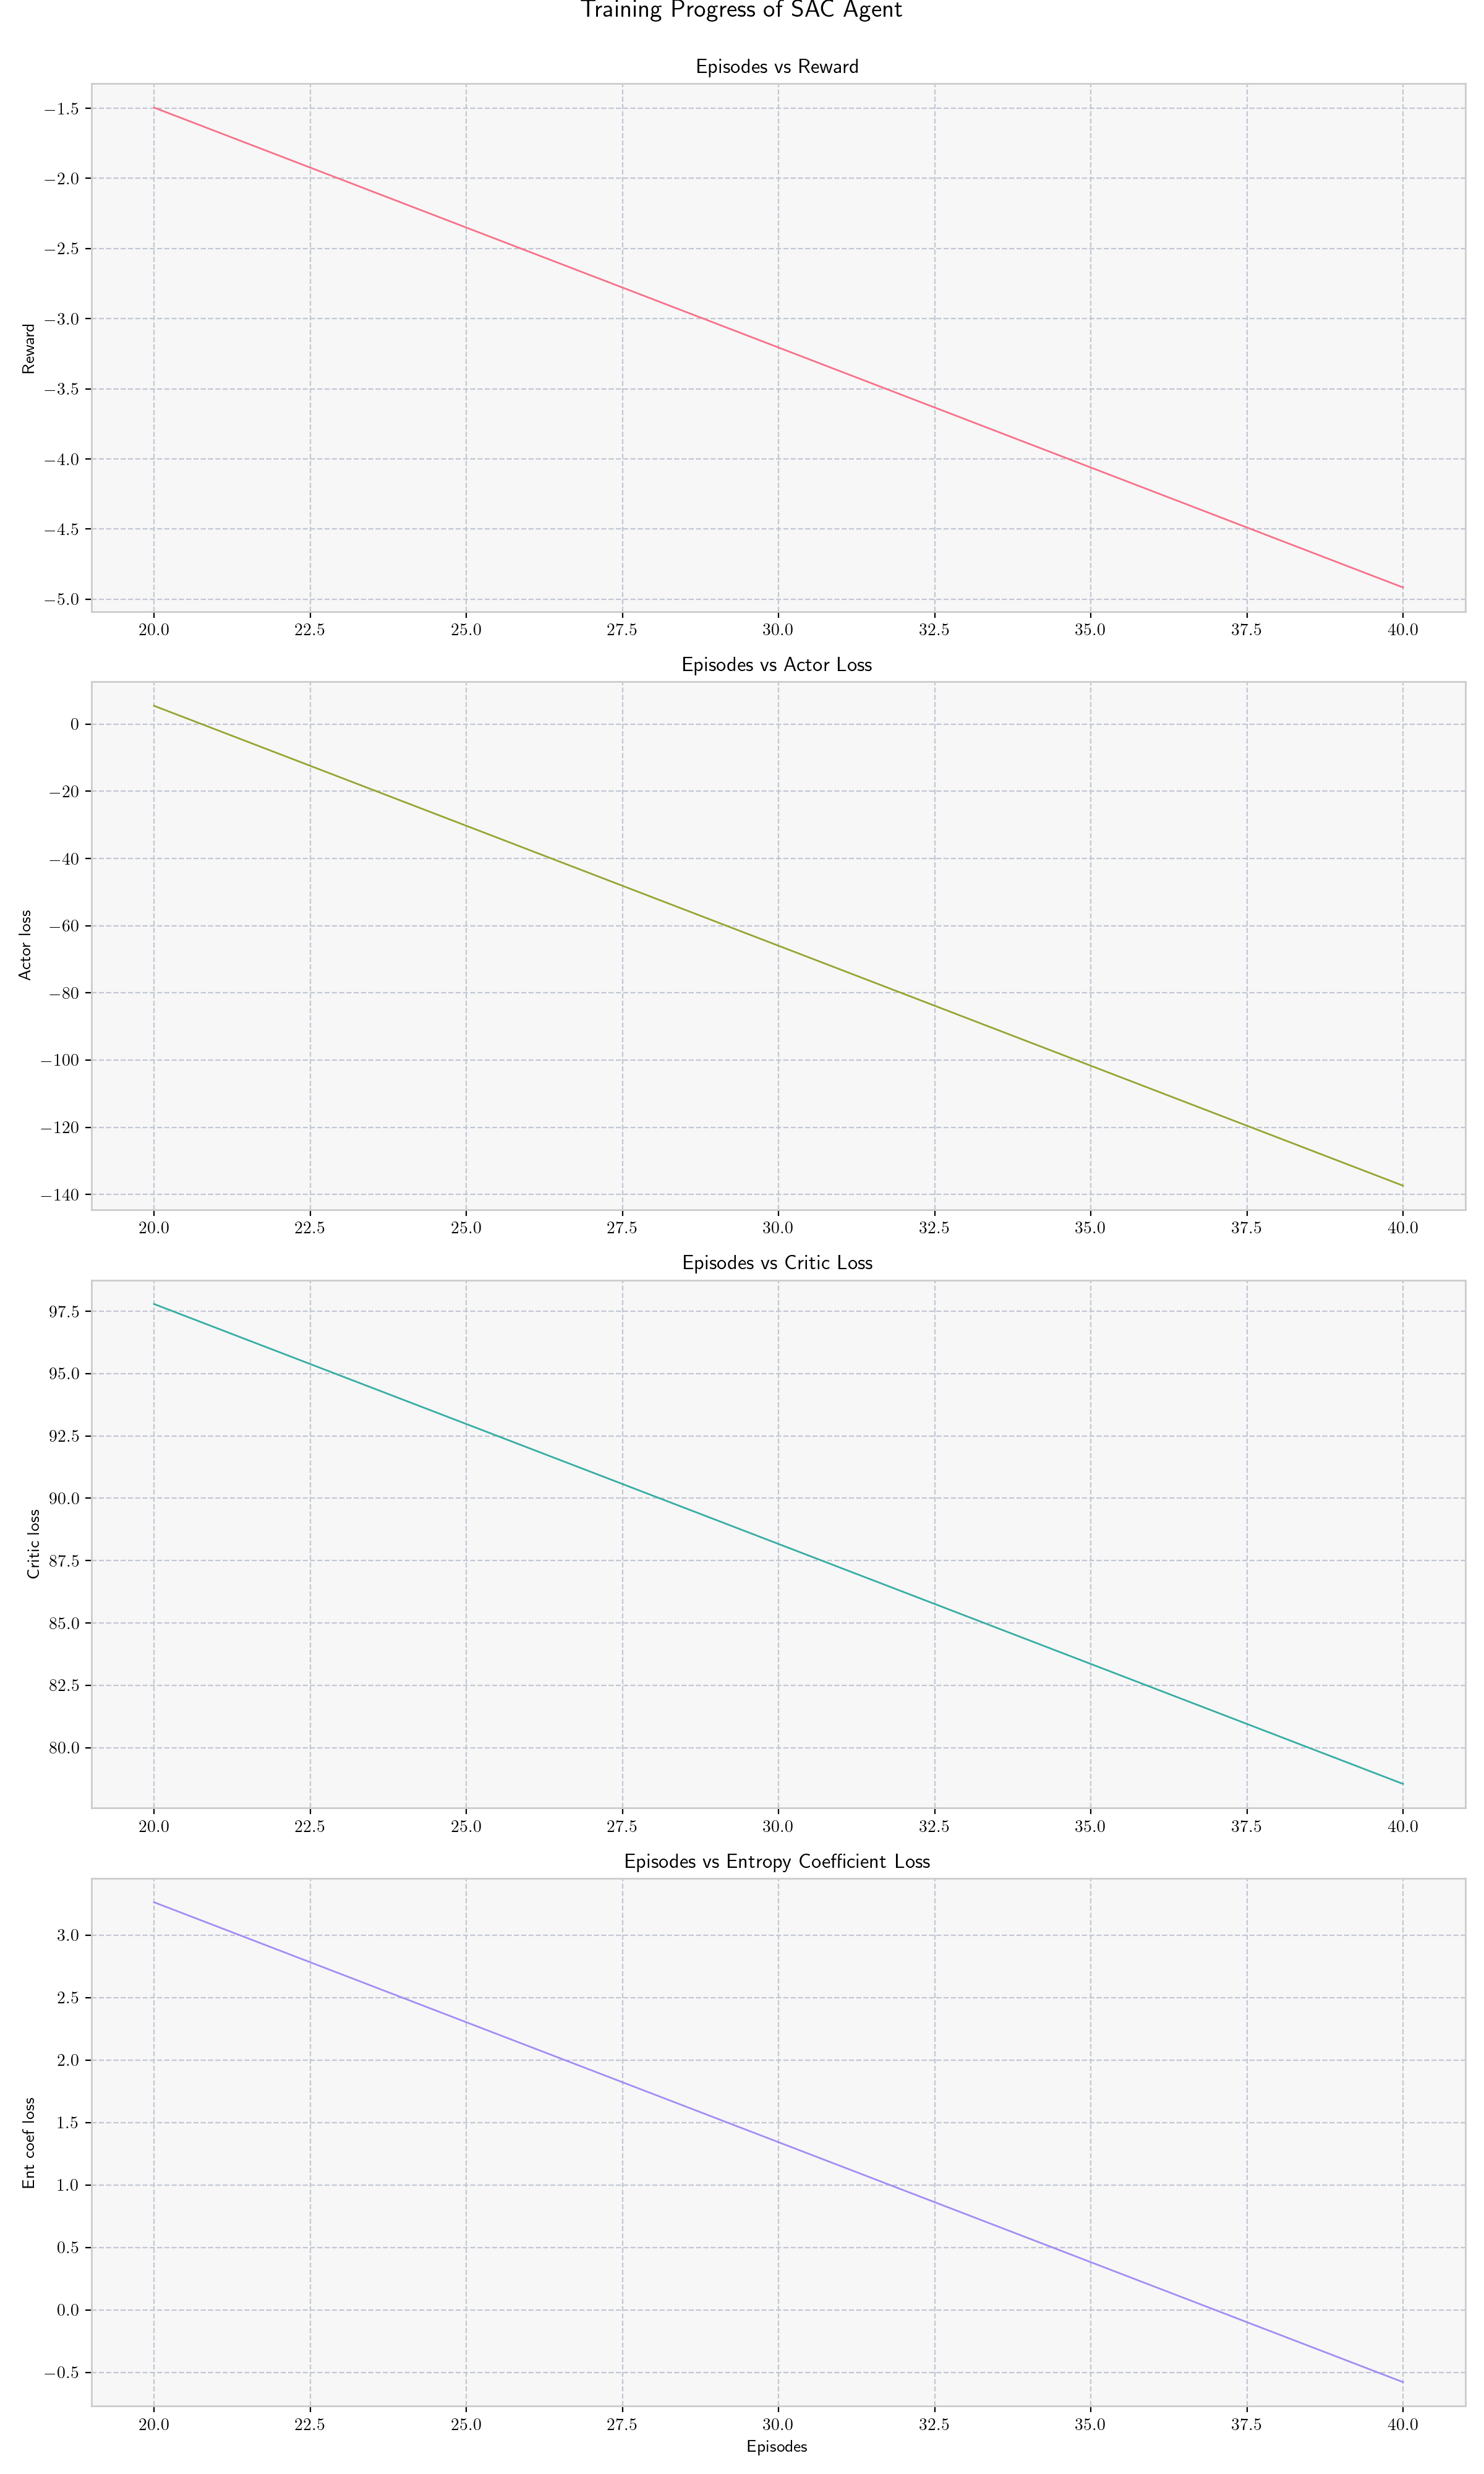 Training Progress of SAC Agent
Episodes vs Reward
Reward
−1.5
−2.0
−2.5
−3.0
−3.5
−4.0
−4.5
−5.0
20.0 22.5 25.0 27.5 30.0 32.5 35.0 37.5 40.0
Episodes vs Actor Loss
Actor loss
0
−20
−40
−60
−80
−100
−120
−140
20.0 22.5 25.0 27.5 30.0 32.5 35.0 37.5 40.0
Episodes vs Critic Loss
Critic loss
97.5
95.0
92.5
90.0
87.5
85.0
82.5
80.0
20.0 22.5 25.0 27.5 30.0 32.5 35.0 37.5 40.0
Episodes vs Entropy Coefficient Loss
Ent coef loss
3.0
2.5
2.0
1.5
1.0
0.5
0.0
−0.5
20.0 22.5 25.0 27.5 30.0 32.5 35.0 37.5 40.0
Episodes